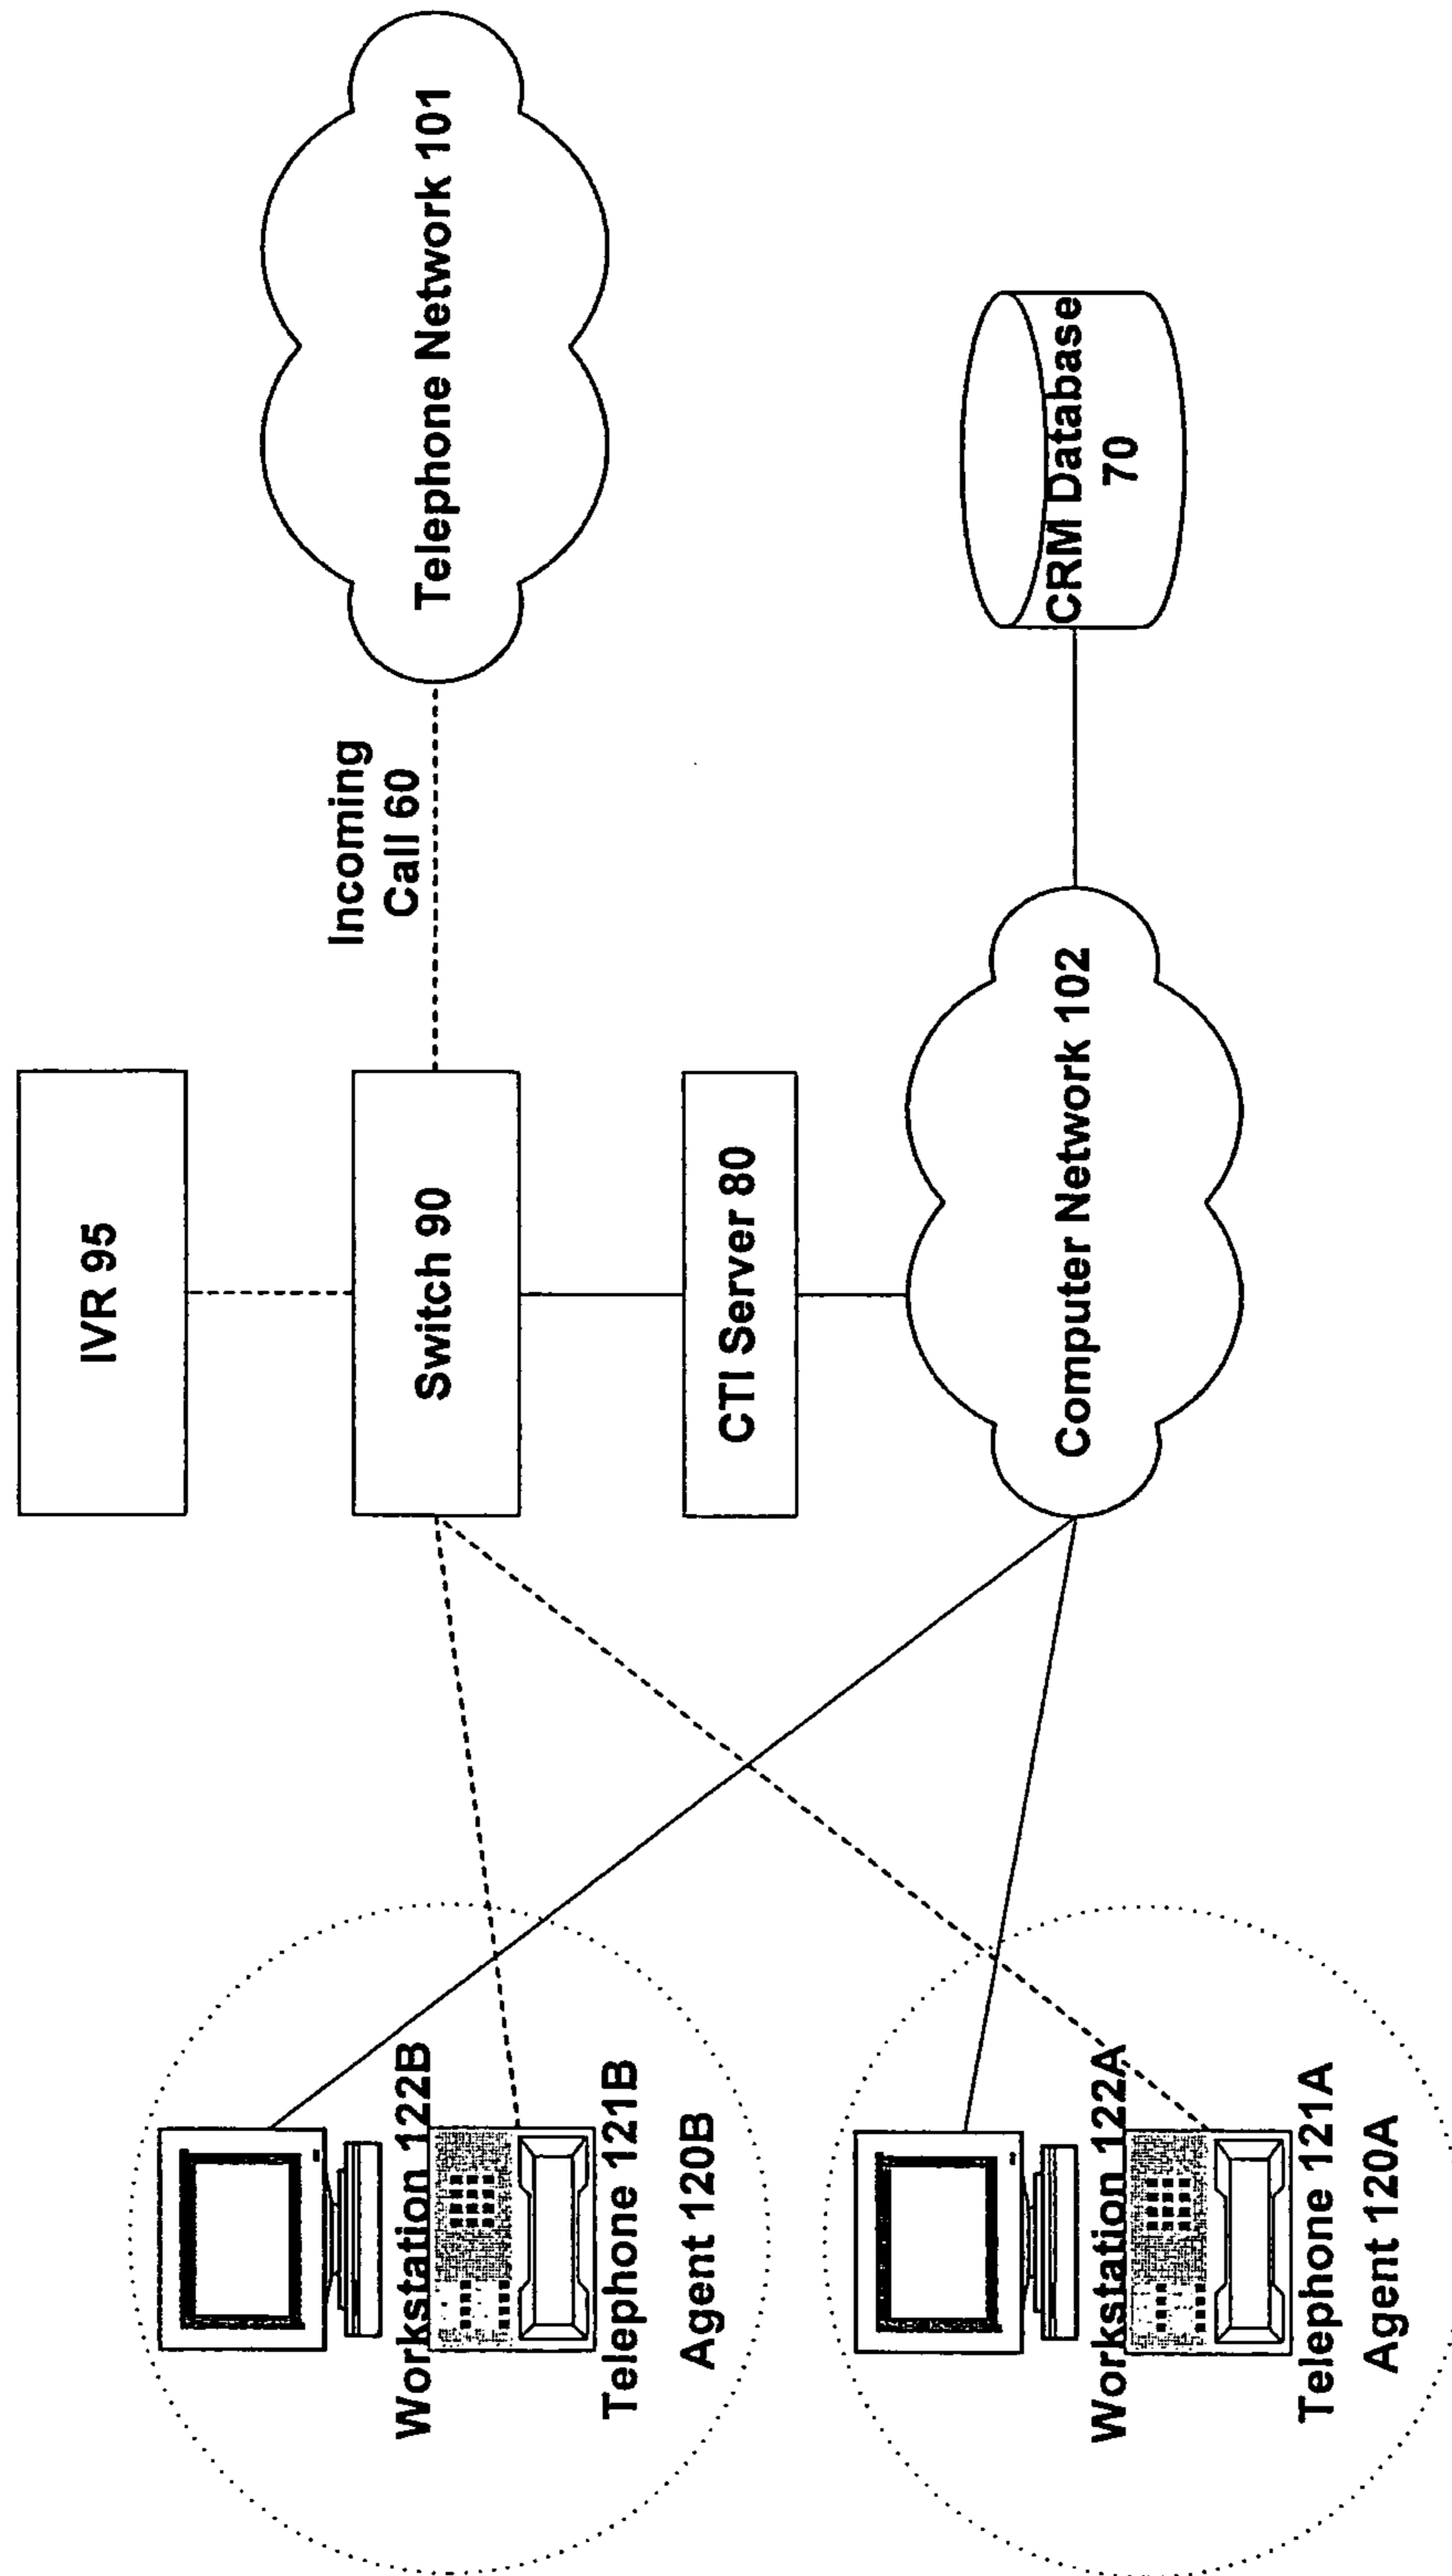 IVR 95
Incoming
Call 60
Switch 90
Telephone Network 101
CTI Server 80
Workstation 122B
Telephone 121B
Agent 120B
Computer Network 102
CRM Database
70
Workstation 122A
Telephone 121A
Agent 120A